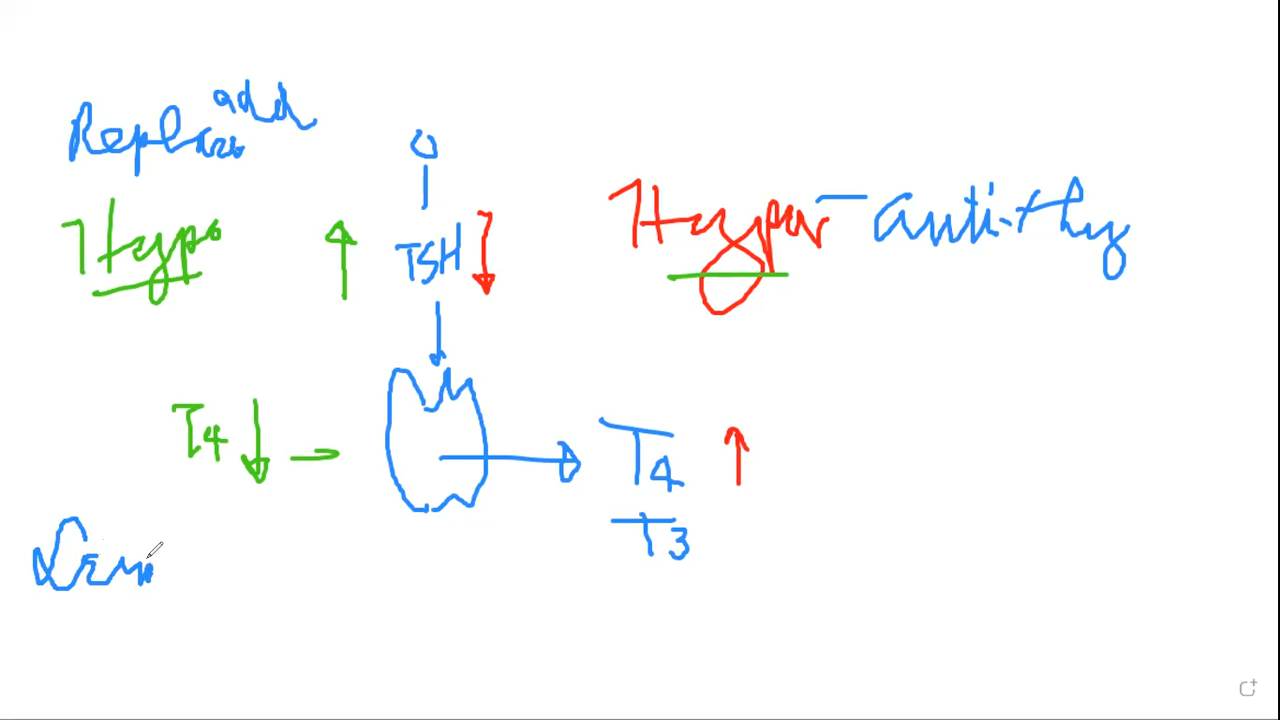 add
Replace
Hypo
TSH
Hyper - anti-thy
T4
T4
T3